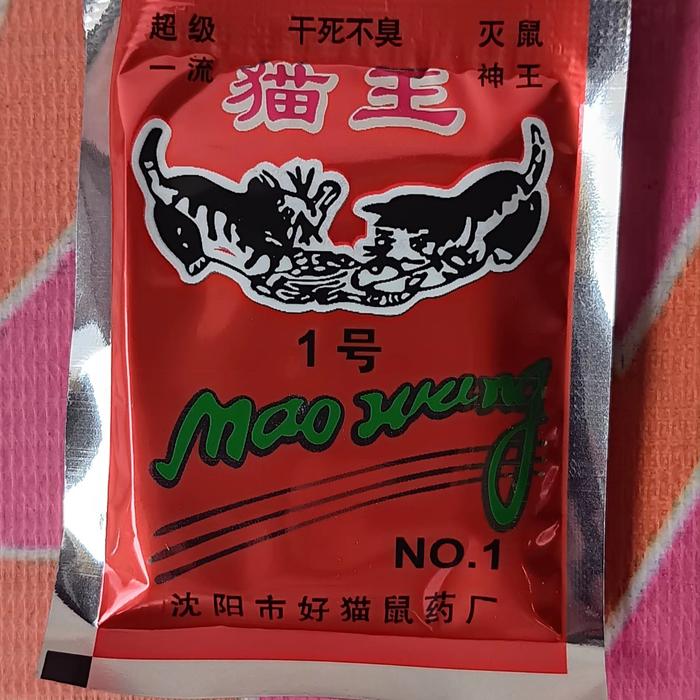 超级 干死不臭 灭鼠
一流 猫王 神王
1号
Mao wang
NO.1
沈阳市好猫鼠药厂